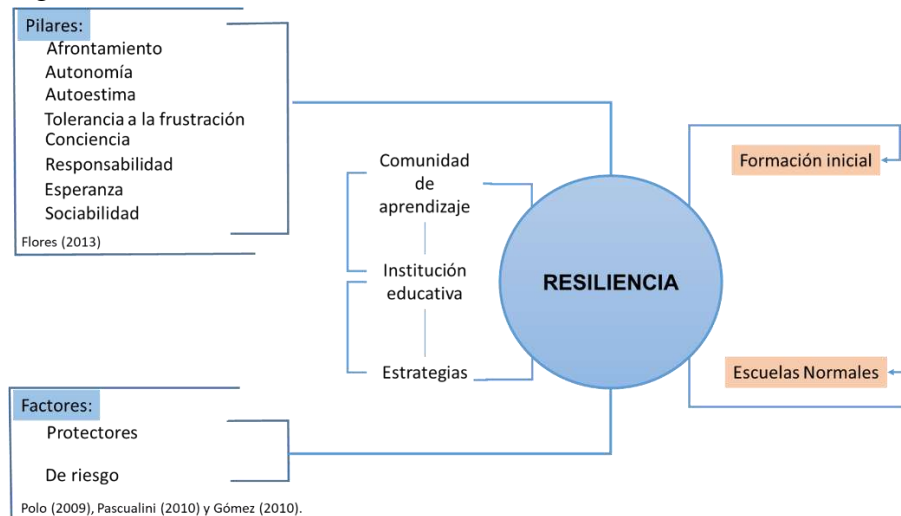 Pilares:
Afrontamiento
Autonomía
Autoestima
Tolerancia a la frustración
Conciencia
Responsabilidad
Esperanza
Sociabilidad
Flores (2013)
Comunidad
de
aprendizaje
Institución
educativa
Estrategias
RESILIENCIA
Formación inicial
Escuelas Normales
Factores:
Protectores
De riesgo
Polo (2009), Pascualini (2010) y Gómez (2010).